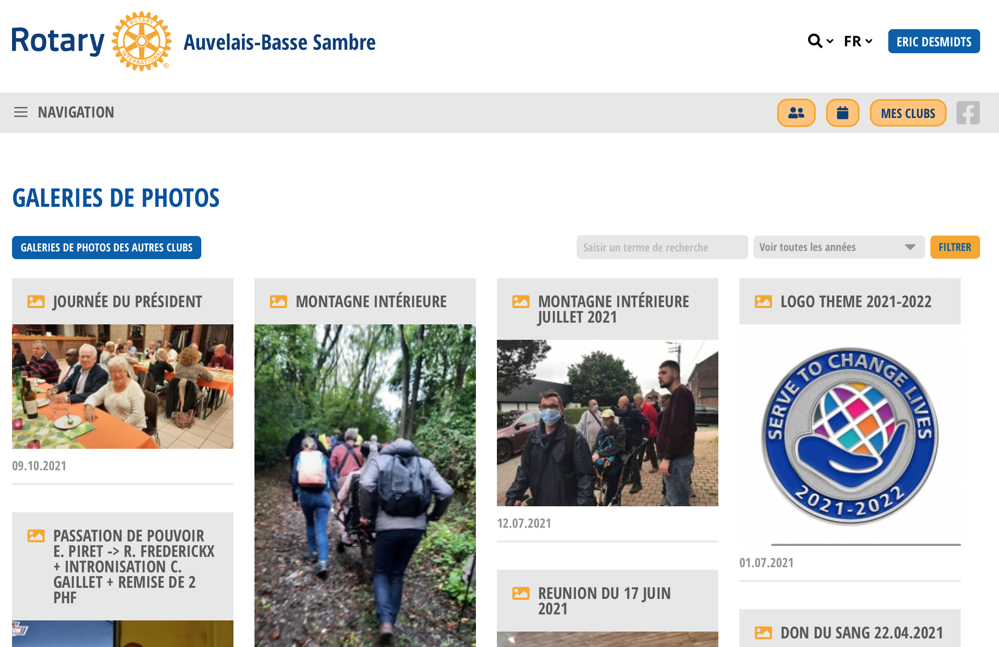 Rotary
ROTARY
INTERNATIONAL
®
Auvelais-Basse Sambre
FR
ERIC DESMIDTS
NAVIGATION
MES CLUBS
GALERIES DE PHOTOS
GALERIES DE PHOTOS DES AUTRES CLUBS
Saisir un terme de recherche
Voir toutes les années
FILTRER
JOURNÉE DU PRÉSIDENT
09.10.2021
PASSATION DE POUVOIR
E. PIRET -> R. FREDERICKX
+ INTRONISATION C.
GAILLET + REMISE DE 2
PHF
MONTAGNE INTÉRIEURE
MONTAGNE INTÉRIEURE
JUILLET 2021
12.07.2021
REUNION DU 17 JUIN
2021
LOGO THEME 2021-2022
SERVE TO CHANGE LIVES
2021-2022
01.07.2021
DON DU SANG 22.04.2021